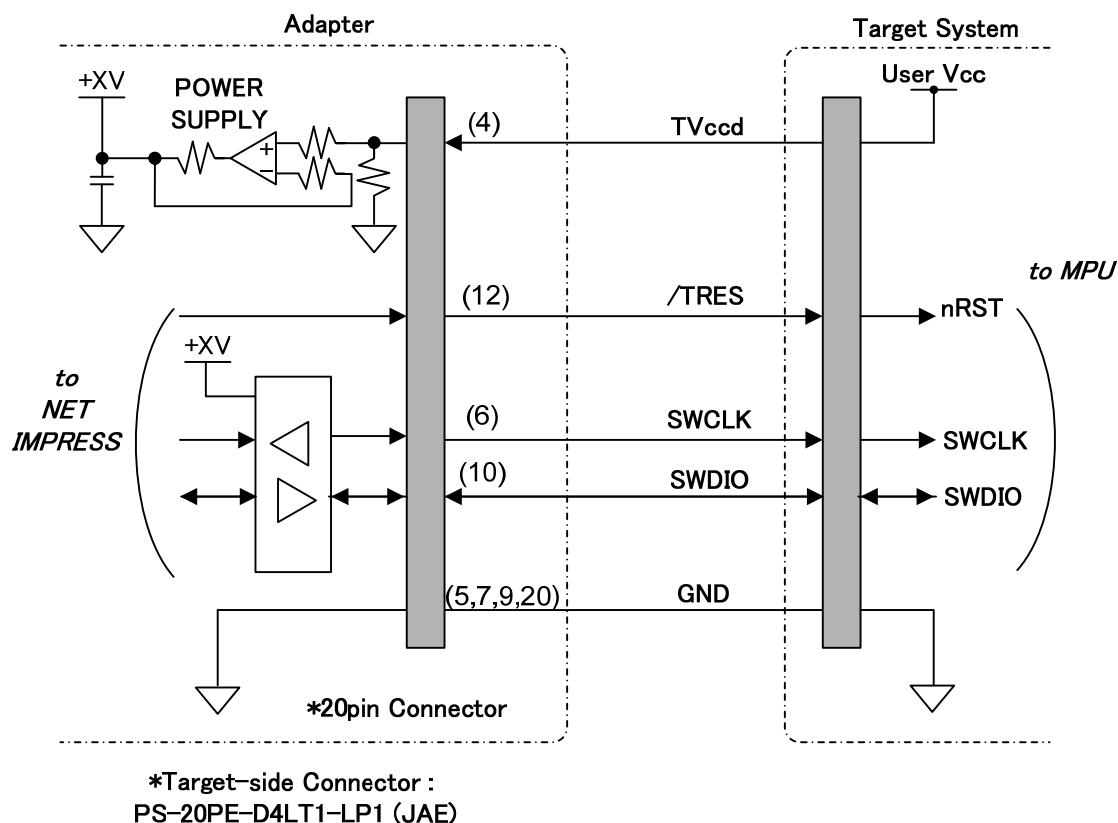 Adapter
Target System
+XV
POWER
SUPPLY
+
−
User Vcc
(4)
TVccd
to MPU
(12)
/TRES
nRST
+XV
to
NET
IMPRESS
(6)
SWCLK
SWCLK
(10)
SWDIO
SWDIO
(5,7,9,20)
GND
*20pin Connector
*Target-side Connector :
PS-20PE-D4LT1-LP1 (JAE)